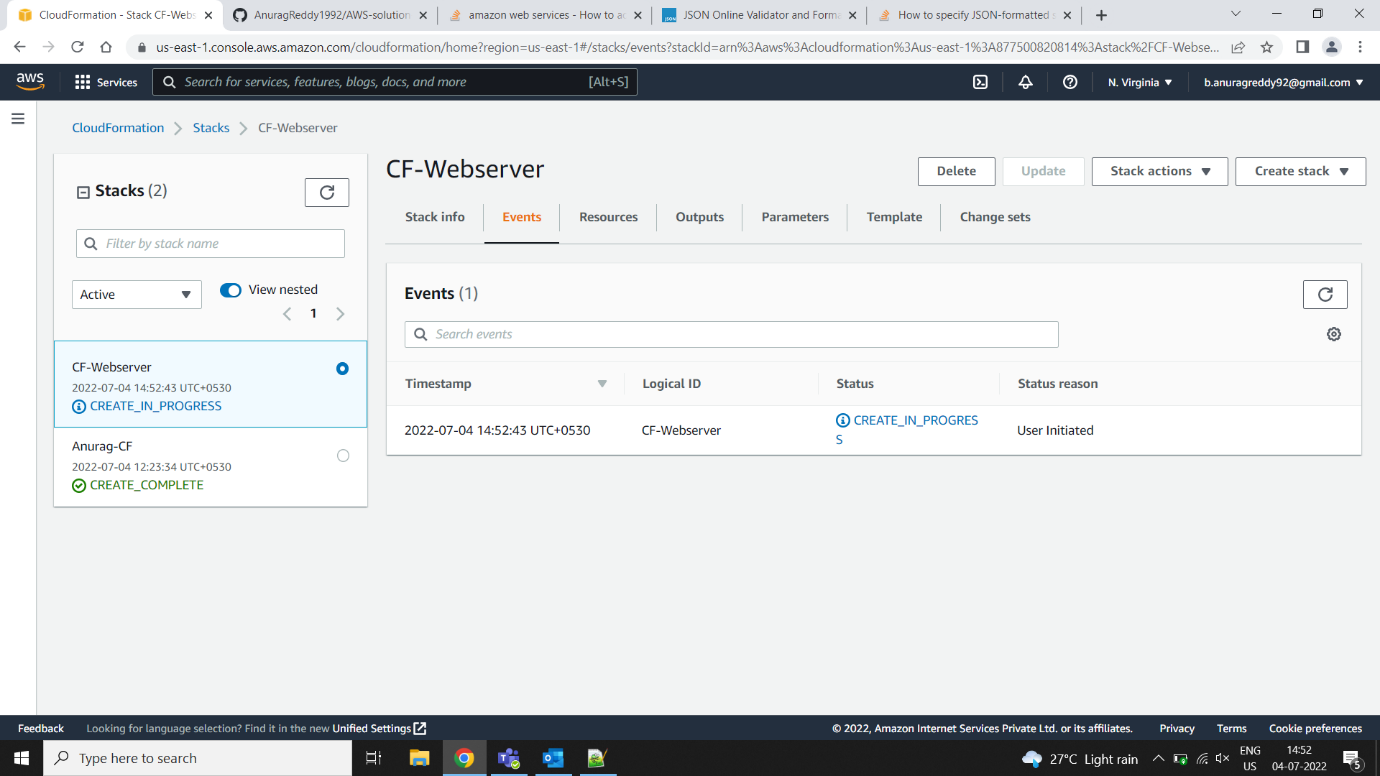 CloudFormation - Stack CF-Webs
AnuragReddy1992/AWS-solution
amazon web services - How to ac
JSON Online Validator and Forma
How to specify JSON-formatted s
us-east-1.console.aws.amazon.com/cloudformation/home?region=us-east-1#/stacks/events?stackId=arn%3Aaws%3Acloudformation%3Aus-east-1%3A877500820814%3Astack%2FCF-Webse...
aws
Services
Search for services, features, blogs, docs, and more
[Alt+S]
N. Virginia
b.anuragreddy92@gmail.com
CloudFormation
Stacks
CF-Webserver
Stacks (2)
Filter by stack name
Active
View nested
1
CF-Webserver
2022-07-04 14:52:43 UTC+0530
CREATE_IN_PROGRESS
Anurag-CF
2022-07-04 12:23:34 UTC+0530
CREATE_COMPLETE
CF-Webserver
Delete
Update
Stack actions
Create stack
Stack info
Events
Resources
Outputs
Parameters
Template
Change sets
Events (1)
Search events
Timestamp
Logical ID
Status
Status reason
2022-07-04 14:52:43 UTC+0530
CF-Webserver
CREATE_IN_PROGRES
S
User Initiated
Feedback
Looking for language selection? Find it in the new Unified Settings
© 2022, Amazon Internet Services Private Ltd. or its affiliates.
Privacy
Terms
Cookie preferences
Type here to search
27°C Light rain
ENG
US
14:52
04-07-2022
5